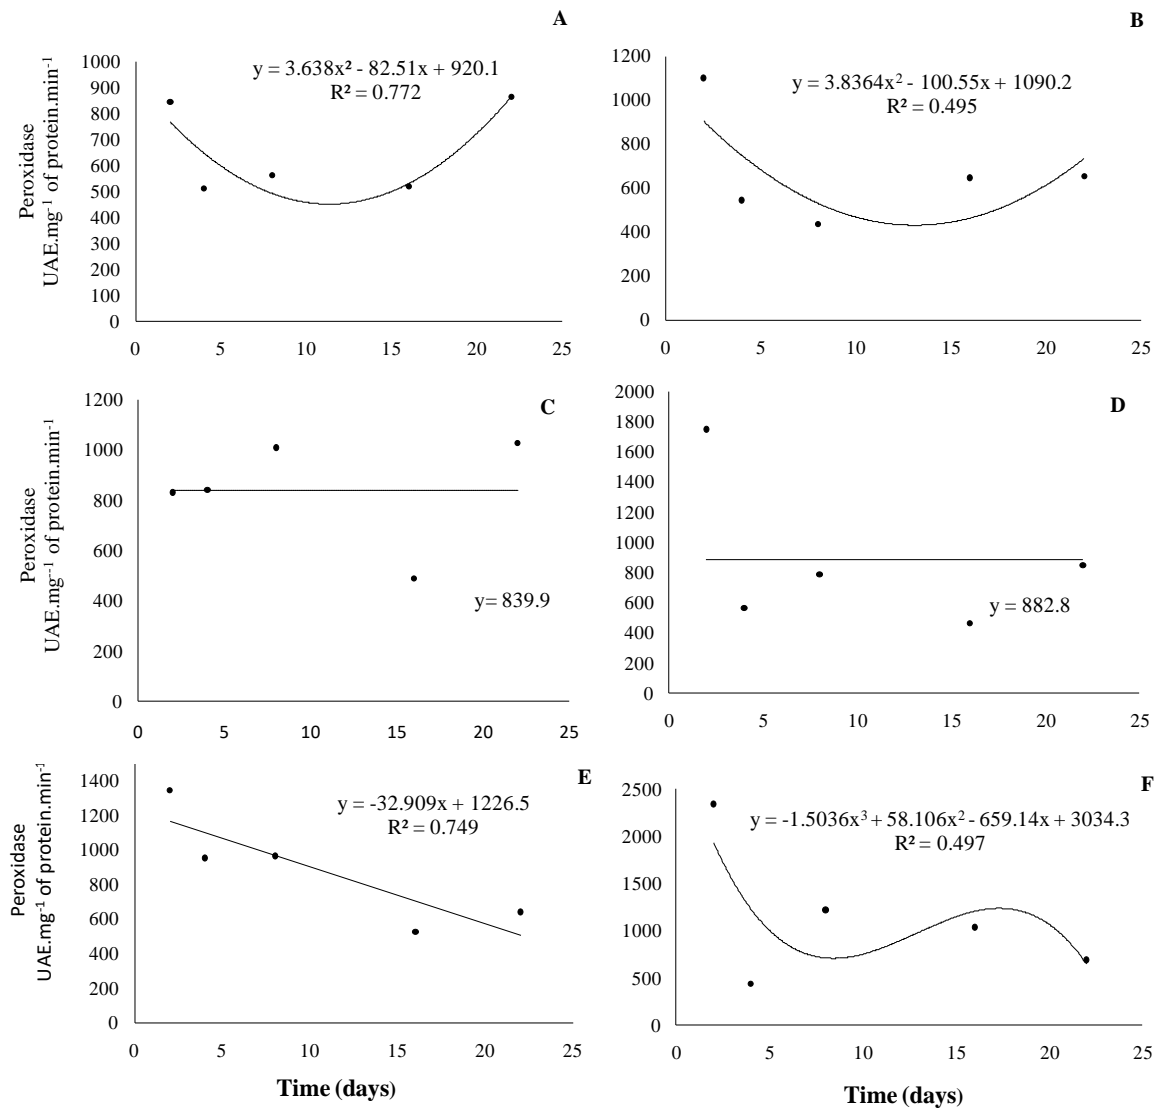 A
y = 3.638x² - 82.51x + 920.1
R² = 0.772
Peroxidase
UAE.mg⁻¹ of protein.min⁻¹
1000
900
800
700
600
500
400
300
200
100
0
0 5 10 15 20 25
B
y = 3.8364x² - 100.55x + 1090.2
R² = 0.495
1200
1000
800
600
400
200
0
0 5 10 15 20 25
C
Peroxidase
UAE.mg⁻¹ of protein.min⁻¹
1200
1000
800
600
400
200
0
y= 839.9
0 5 10 15 20 25
D
2000
1800
1600
1400
1200
1000
800
600
400
200
0
y = 882.8
0 5 10 15 20 25
E
y = -32.909x + 1226.5
R² = 0.749
Peroxidase
UAE.mg⁻¹ of protein.min⁻¹
1400
1200
1000
800
600
400
200
0
0 5 10 15 20 25
Time (days)
F
y = -1.5036x³ + 58.106x² - 659.14x + 3034.3
R² = 0.497
2500
2000
1500
1000
500
0
0 5 10 15 20 25
Time (days)